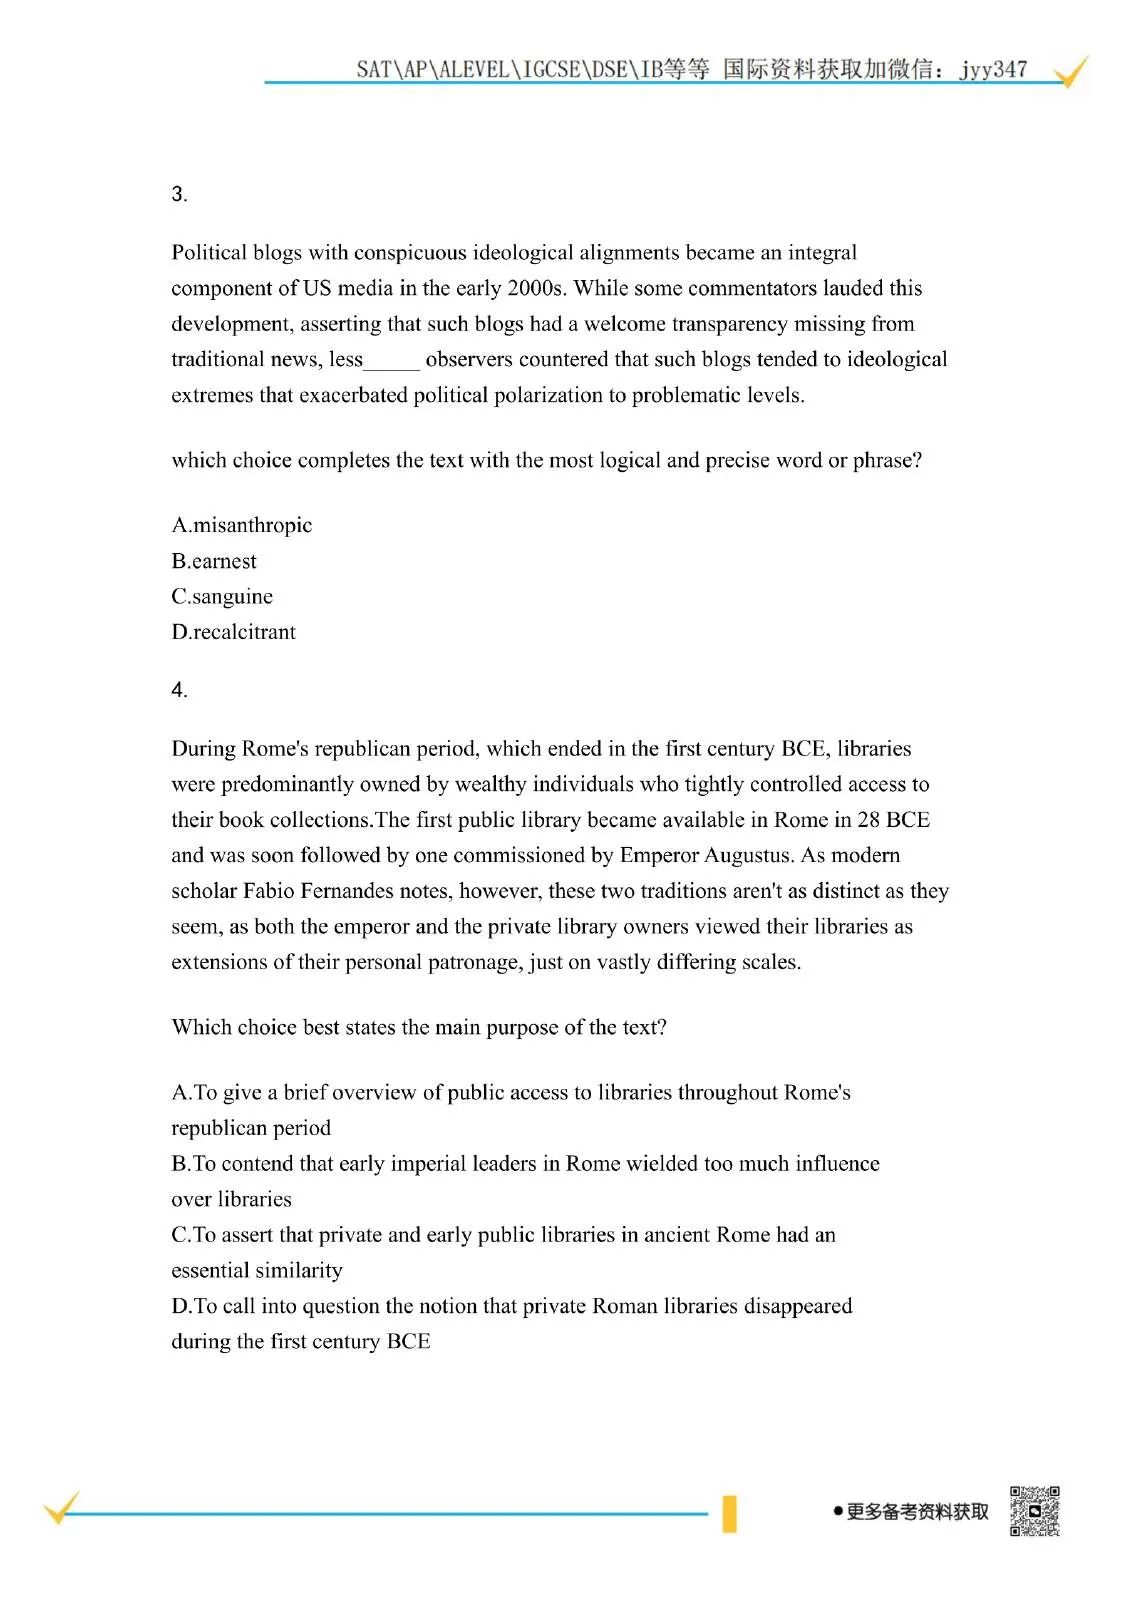 SAT\AP\ALEVEL\IGCSE\DSE\IB等等 国际资料获取加微信：jyy347
3.
Political blogs with conspicuous ideological alignments became an integral
component of US media in the early 2000s. While some commentators lauded this
development, asserting that such blogs had a welcome transparency missing from
traditional news, less_____ observers countered that such blogs tended to ideological
extremes that exacerbated political polarization to problematic levels.
which choice completes the text with the most logical and precise word or phrase?
A.misanthropic
B.earnest
C.sanguine
D.recalcitrant
4.
During Rome's republican period, which ended in the first century BCE, libraries
were predominantly owned by wealthy individuals who tightly controlled access to
their book collections.The first public library became available in Rome in 28 BCE
and was soon followed by one commissioned by Emperor Augustus. As modern
scholar Fabio Fernandes notes, however, these two traditions aren't as distinct as they
seem, as both the emperor and the private library owners viewed their libraries as
extensions of their personal patronage, just on vastly differing scales.
Which choice best states the main purpose of the text?
A.To give a brief overview of public access to libraries throughout Rome's
republican period
B.To contend that early imperial leaders in Rome wielded too much influence
over libraries
C.To assert that private and early public libraries in ancient Rome had an
essential similarity
D.To call into question the notion that private Roman libraries disappeared
during the first century BCE
●更多备考资料获取